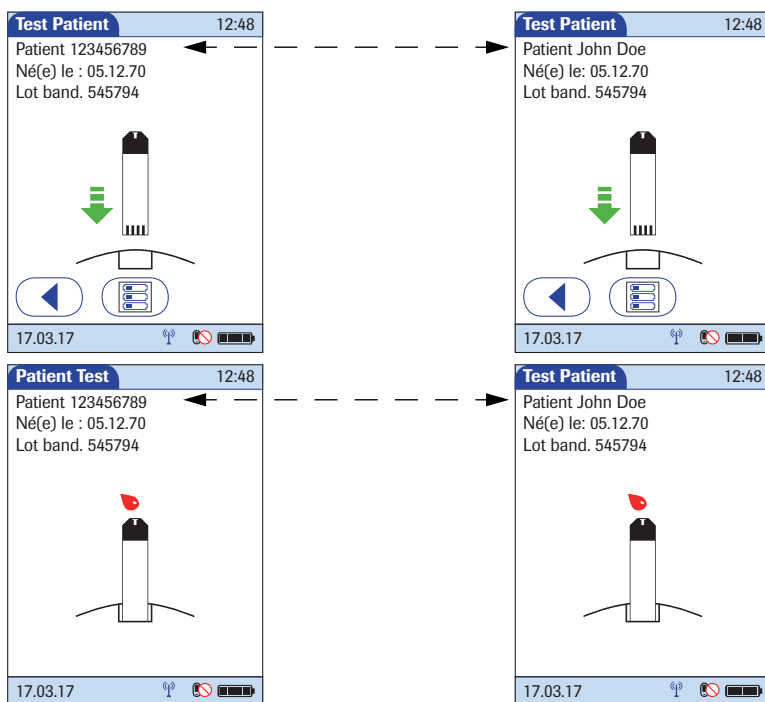 Test Patient 12:48
Patient 123456789
Né(e) le : 05.12.70
Lot band. 545794
17.03.17
Test Patient 12:48
Patient John Doe
Né(e) le: 05.12.70
Lot band. 545794
17.03.17
Patient Test 12:48
Patient 123456789
Né(e) le : 05.12.70
Lot band. 545794
17.03.17
Test Patient 12:48
Patient John Doe
Né(e) le: 05.12.70
Lot band. 545794
17.03.17